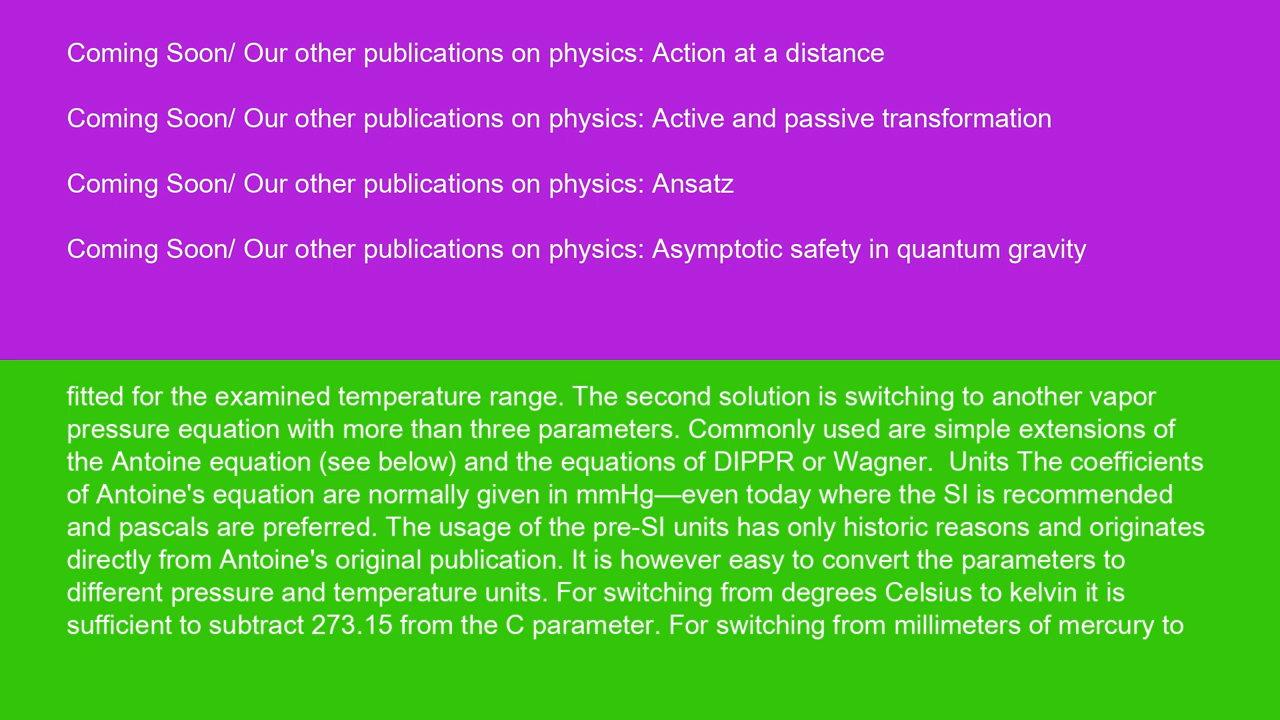 Coming Soon/ Our other publications on physics: Action at a distance
Coming Soon/ Our other publications on physics: Active and passive transformation
Coming Soon/ Our other publications on physics: Ansatz
Coming Soon/ Our other publications on physics: Asymptotic safety in quantum gravity
fitted for the examined temperature range. The second solution is switching to another vapor
pressure equation with more than three parameters. Commonly used are simple extensions of
the Antoine equation (see below) and the equations of DIPPR or Wagner.  Units The coefficients
of Antoine's equation are normally given in mmHg—even today where the SI is recommended
and pascals are preferred. The usage of the pre-SI units has only historic reasons and originates
directly from Antoine's original publication. It is however easy to convert the parameters to
different pressure and temperature units. For switching from degrees Celsius to kelvin it is
sufficient to subtract 273.15 from the C parameter. For switching from millimeters of mercury to